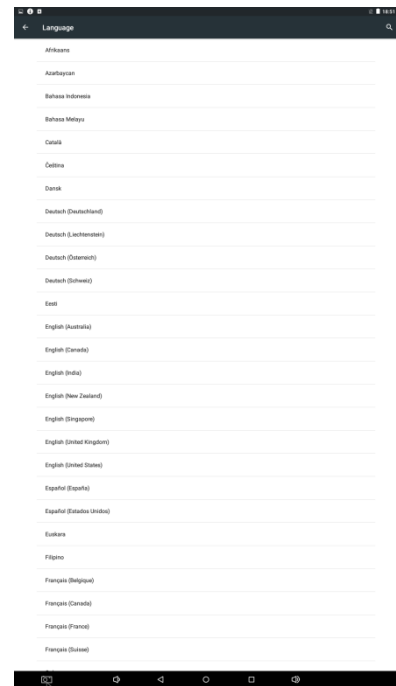 18:51
Language
Afrikaans
Azərbaycan
Bahasa Indonesia
Bahasa Melayu
Català
Čeština
Dansk
Deutsch (Deutschland)
Deutsch (Liechtenstein)
Deutsch (Österreich)
Deutsch (Schweiz)
Eesti
English (Australia)
English (Canada)
English (India)
English (New Zealand)
English (Singapore)
English (United Kingdom)
English (United States)
Español (España)
Español (Estados Unidos)
Euskara
Filipino
Français (Belgique)
Français (Canada)
Français (France)
Français (Suisse)